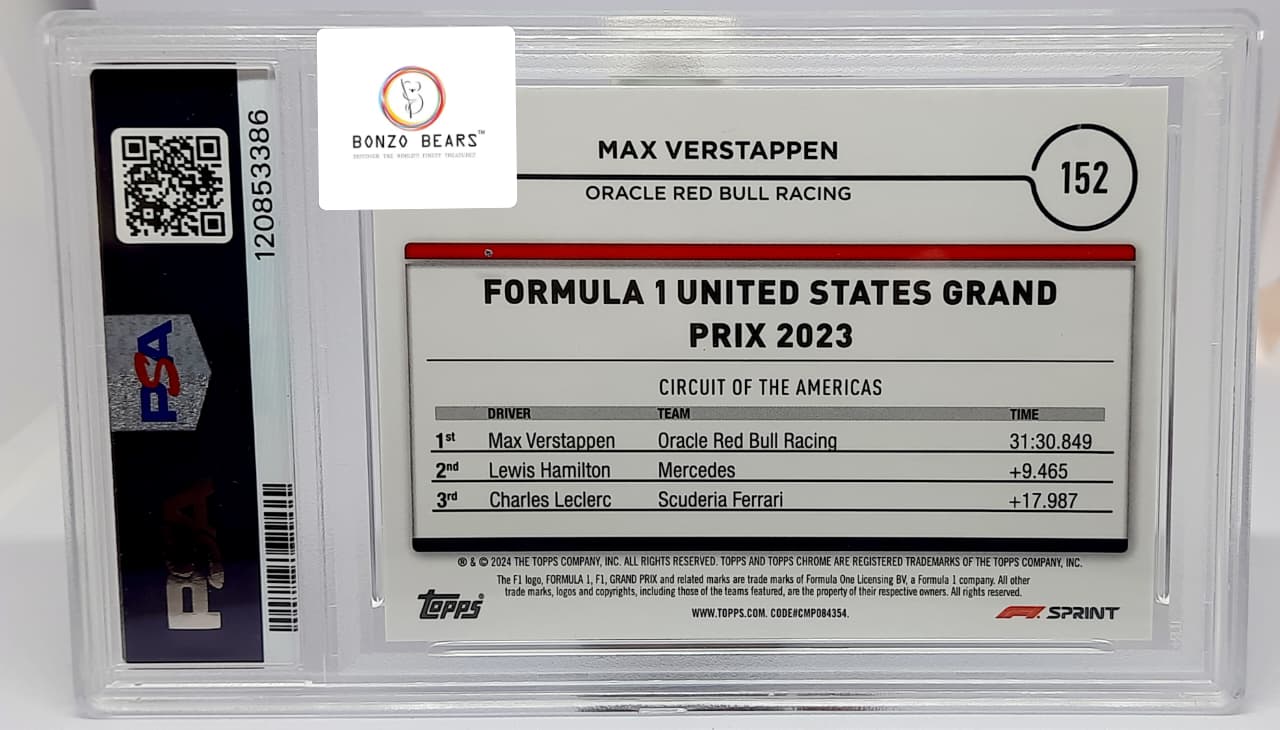 120853386
PSA
PSA
BONZO BEARS™
DISCOVER THE WORLD'S FINEST TREASURES
MAX VERSTAPPEN
152
ORACLE RED BULL RACING
FORMULA 1 UNITED STATES GRAND
PRIX 2023
CIRCUIT OF THE AMERICAS
DRIVER TEAM TIME
1st Max Verstappen Oracle Red Bull Racing 31:30.849
2nd Lewis Hamilton Mercedes +9.465
3rd Charles Leclerc Scuderia Ferrari +17.987
® & © 2024 THE TOPPS COMPANY, INC. ALL RIGHTS RESERVED. TOPPS AND TOPPS CHROME ARE REGISTERED TRADEMARKS OF THE TOPPS COMPANY, INC.
The F1 logo, FORMULA 1, F1, GRAND PRIX and related marks are trade marks of Formula One Licensing BV, a Formula 1 company. All other
trade marks, logos and copyrights, including those of the teams featured, are the property of their respective owners. All rights reserved.
Topps®
WWW.TOPPS.COM. CODE#CMP084354.
F1. SPRINT